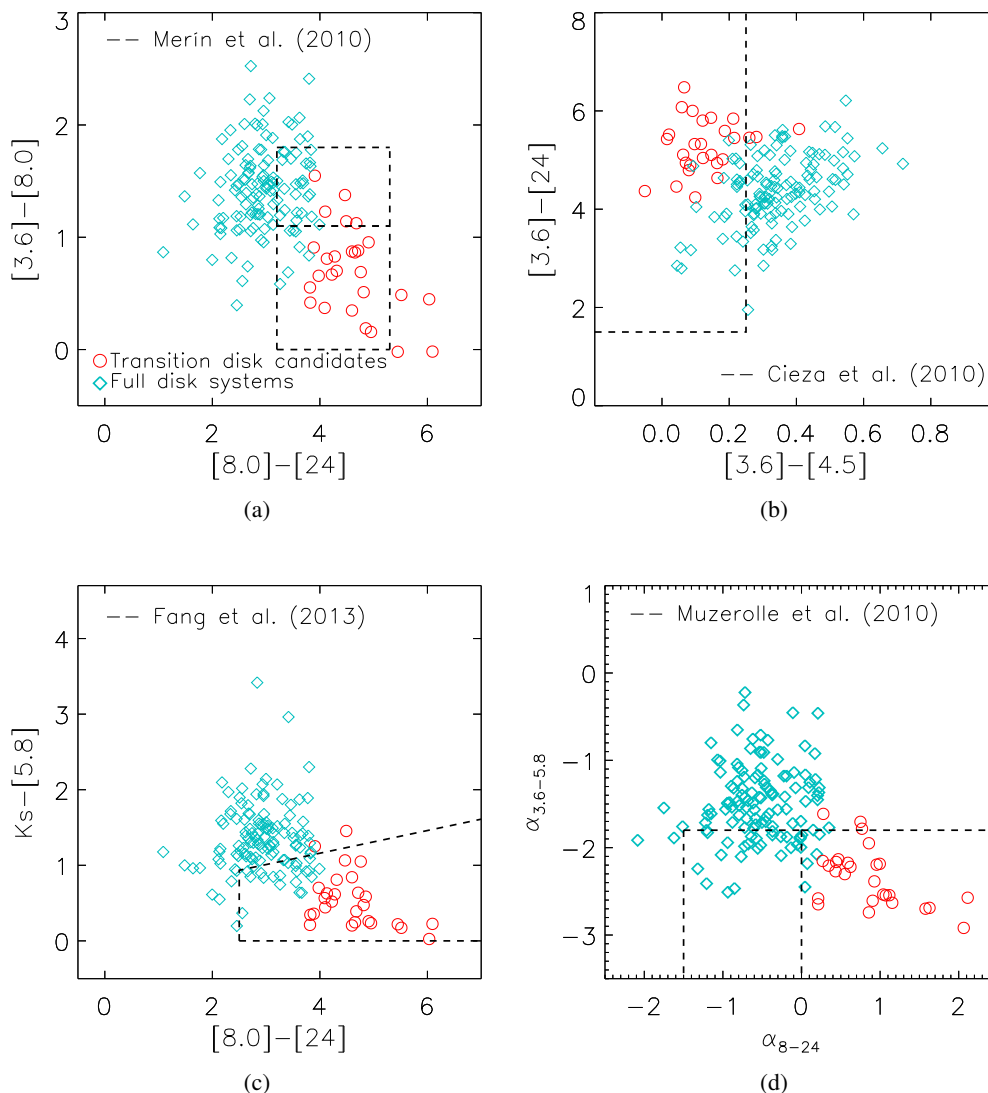 3
2
1
0
[3.6]−[8.0]
−− Merín et al. (2010)
Transition disk candidates
Full disk systems
0 2 4 6
[8.0]−[24]
(a)
8
6
4
2
0
[3.6]−[24]
−− Cieza et al. (2010)
0.0 0.2 0.4 0.6 0.8
[3.6]−[4.5]
(b)
4
3
2
1
0
Ks−[5.8]
−− Fang et al. (2013)
0 2 4 6
[8.0]−[24]
(c)
1
0
−1
−2
−3
α3.6−5.8
−− Muzerolle et al. (2010)
−2 −1 0 1 2
α8−24
(d)